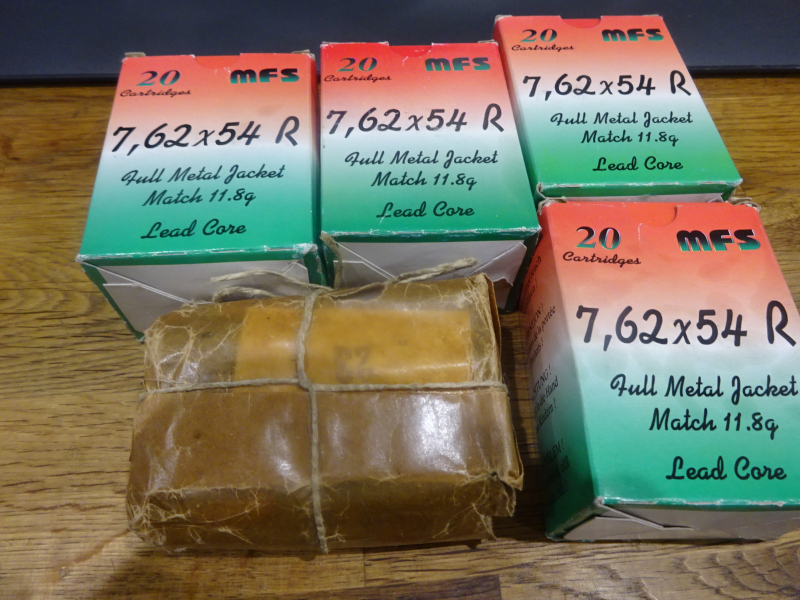 20 MFS
Cartridges
7,62x54 R
Full Metal Jacket
Match 11.8g
Lead Core
20 MFS
Cartridges
7,62x54 R
Full Metal Jacket
Match 11.8g
Lead Core
20 MFS
Cartridges
7,62x54 R
Full Metal Jacket
Match 11.8g
Lead Core
20 MFS
Cartridges
7,62x54 R
Full Metal Jacket
Match 11.8g
Lead Core